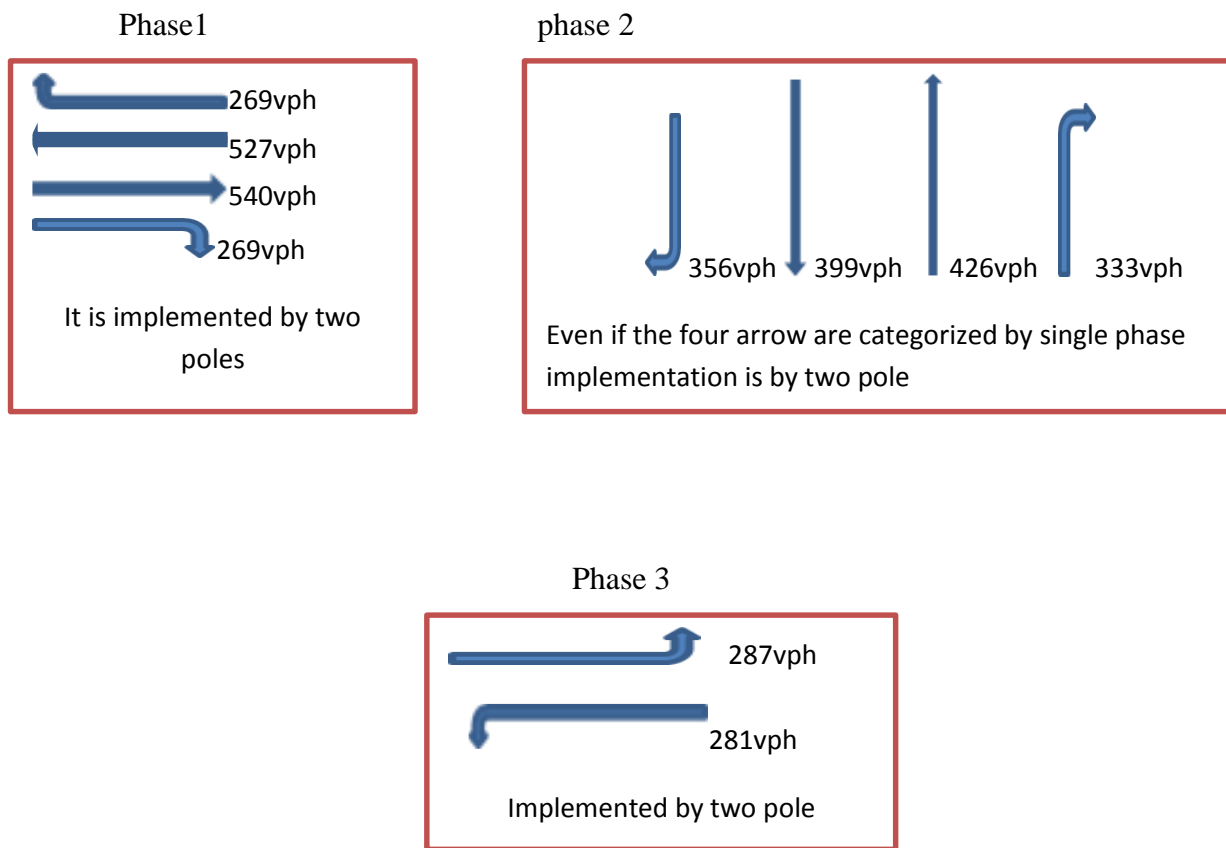 Phase1
269vph
527vph
540vph
269vph
It is implemented by two
poles
phase 2
356vph
399vph
426vph
333vph
Even if the four arrow are categorized by single phase
implementation is by two pole
Phase 3
287vph
281vph
Implemented by two pole